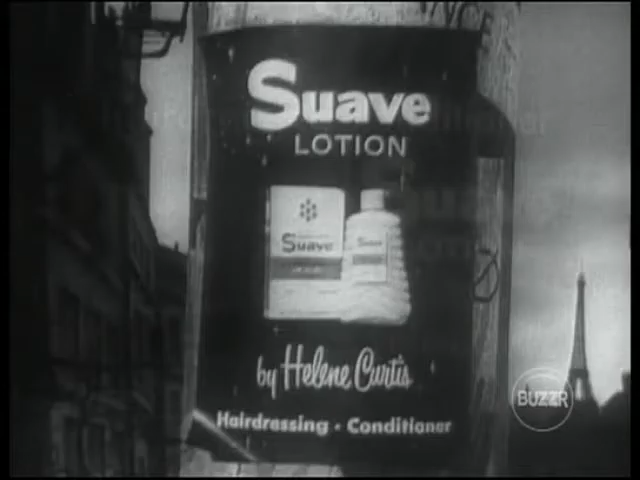 Suave
LOTION
Suave
Suave
by Helene Curtis
Hairdressing • Conditioner
BUZZR